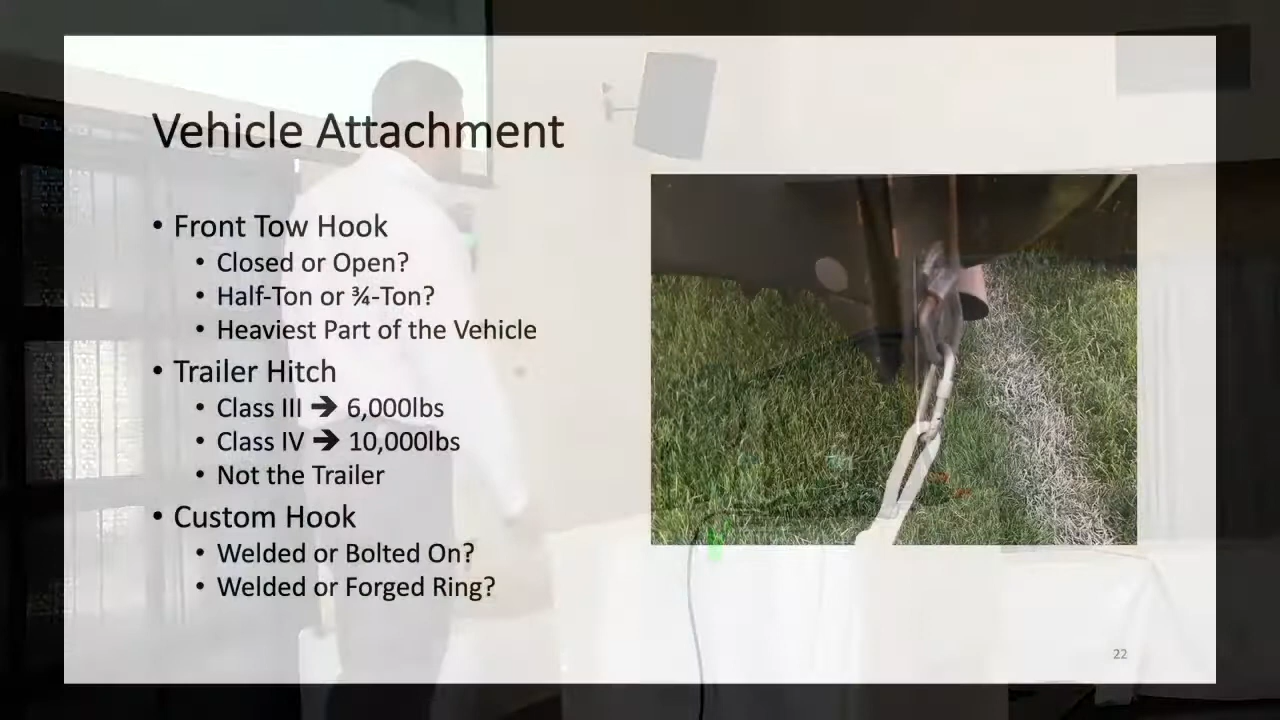 Vehicle Attachment
• Front Tow Hook
• Closed or Open?
• Half-Ton or ¾-Ton?
• Heaviest Part of the Vehicle
• Trailer Hitch
• Class III ➔ 6,000lbs
• Class IV ➔ 10,000lbs
• Not the Trailer
• Custom Hook
• Welded or Bolted On?
• Welded or Forged Ring?
22